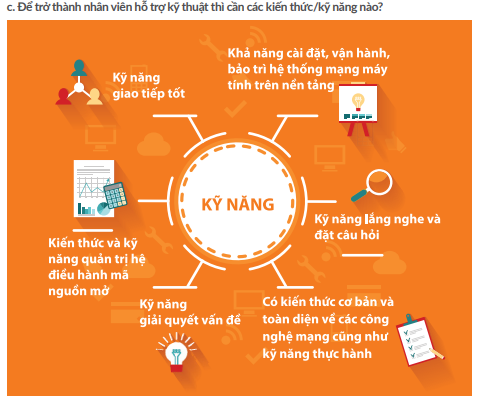 c. Để trở thành nhân viên hỗ trợ kỹ thuật thì cần các kiến thức/kỹ năng nào?
Kỹ năng
giao tiếp tốt
Khả năng cài đặt, vận hành,
bảo trì hệ thống mạng máy
tính trên nền tảng
KỸ NĂNG
Kỹ năng lắng nghe và
đặt câu hỏi
Kiến thức và kỹ
năng quản trị hệ
điều hành mã
nguồn mở
Kỹ năng
giải quyết vấn đề
Có kiến thức cơ bản và
toàn diện về các công
nghệ mạng cũng như
kỹ năng thực hành